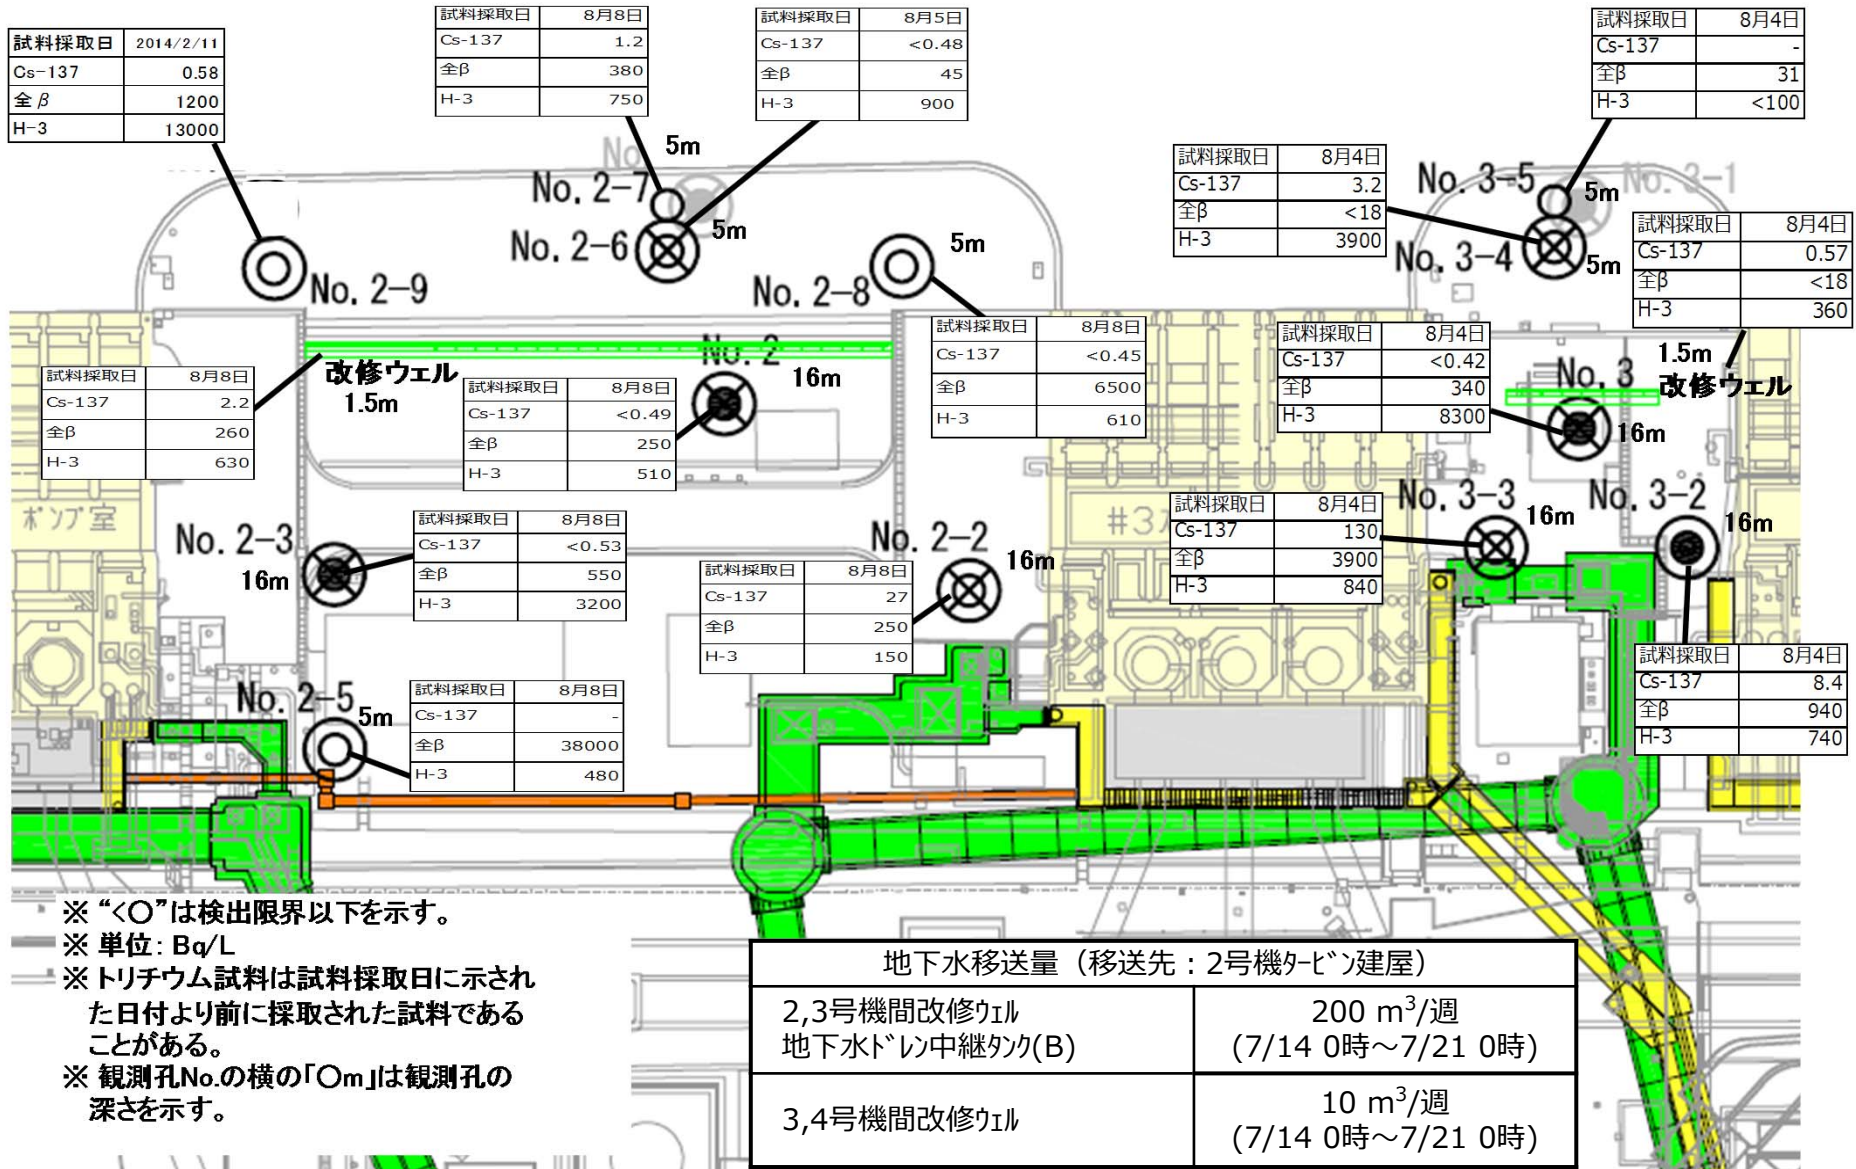 試料採取日 2014/2/11
Cs-137 0.58
全β 1200
H-3 13000
試料採取日 8月8日
Cs-137 1.2
全β 380
H-3 750
試料採取日 8月5日
Cs-137 <0.48
全β 45
H-3 900
試料採取日 8月4日
Cs-137 -
全β 31
H-3 <100
試料採取日 8月4日
Cs-137 3.2
全β <18
H-3 3900
試料採取日 8月4日
Cs-137 0.57
全β <18
H-3 360
No
5m
No. 2-7
No. 2-6
5m
No. 2-9
No. 2-8
5m
No. 3-5
5m
No. 3-1
No. 3-4
5m
試料採取日 8月8日
Cs-137 <0.45
全β 6500
H-3 610
試料採取日 8月4日
Cs-137 <0.42
全β 340
H-3 8300
改修ウェル
1.5m
No. 2
16m
1.5m
改修ウェル
No. 3
16m
試料採取日 8月8日
Cs-137 2.2
全β 260
H-3 630
試料採取日 8月8日
Cs-137 <0.49
全β 250
H-3 510
ポンプ室
#3
No. 2-3
16m
試料採取日 8月8日
Cs-137 <0.53
全β 550
H-3 3200
No. 2-2
16m
試料採取日 8月8日
Cs-137 27
全β 250
H-3 150
試料採取日 8月4日
Cs-137 130
全β 3900
H-3 840
No. 3-3
16m
No. 3-2
16m
試料採取日 8月4日
Cs-137 8.4
全β 940
H-3 740
No. 2-5
5m
試料採取日 8月8日
Cs-137 -
全β 38000
H-3 480
※ “<〇”は検出限界以下を示す。
※ 単位: Bq/L
※ トリチウム試料は試料採取日に示され
た日付より前に採取された試料である
ことがある。
※ 観測孔No.の横の「〇m」は観測孔の
深さを示す。
地下水移送量（移送先：2号機ﾀｰﾋﾞﾝ建屋）
2,3号機間改修ｳｪﾙ
地下水ﾄﾞﾚﾝ中継ﾀﾝｸ(B)
200 m³/週
(7/14 0時～7/21 0時)
3,4号機間改修ｳｪﾙ
10 m³/週
(7/14 0時～7/21 0時)